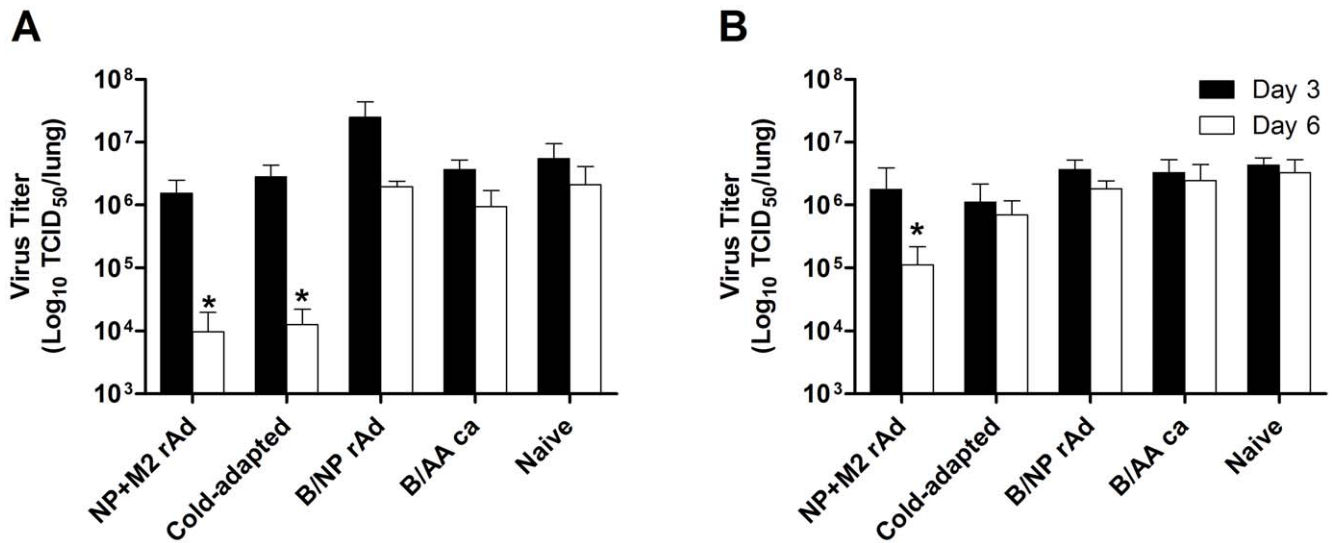 A
Virus Titer
(Log₁₀ TCID₅₀/lung)
10⁸
10⁷
10⁶
10⁵
10⁴
10³
*
*
NP+M2 rAd
Cold-adapted
B/NP rAd
B/AA ca
Naive
B
Virus Titer
(Log₁₀ TCID₅₀/lung)
10⁸
10⁷
10⁶
10⁵
10⁴
10³
Day 3
Day 6
*
NP+M2 rAd
Cold-adapted
B/NP rAd
B/AA ca
Naive